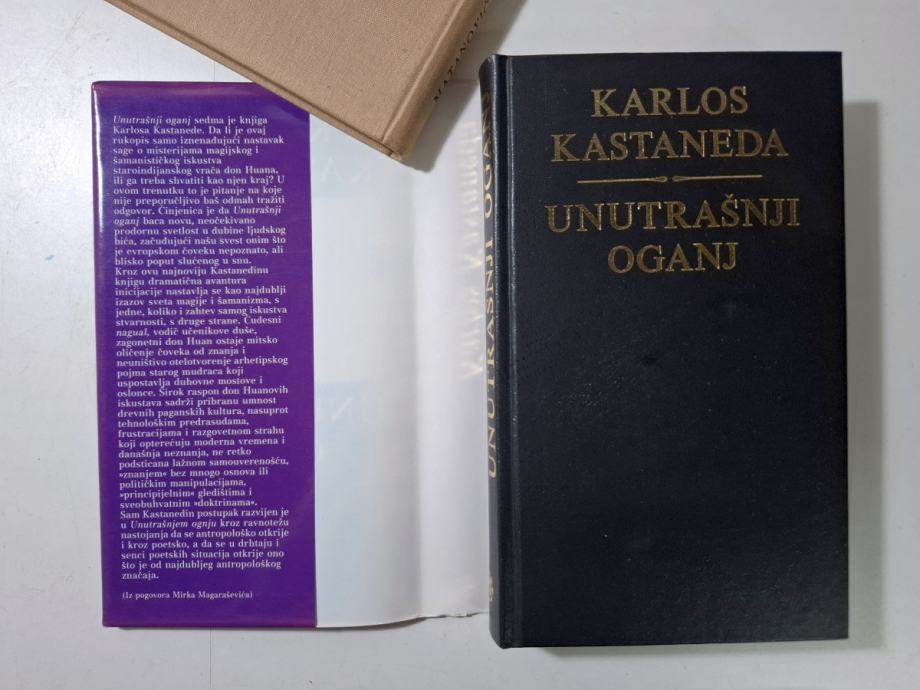 Unutrašnji oganj sedma je knjiga
Karlosa Kastanede. Da li je ovaj
rukopis samo iznenađujući nastavak
sage o misterijama magijskog i
šamanističkog iskustva
staroindijanskog vrača don Huana,
ili ga treba shvatiti kao njen kraj? U
ovom trenutku to je pitanje na koje
nije preporučljivo baš odmah tražiti
odgovor. Činjenica je da Unutrašnji
oganj baca novu, neočekivano
prodornu svetlost u dubine ljudskog
bića, začuđujući našu svest onim što
je evropskom čoveku nepoznato, ali
blisko poput slućenog u snu.
Kroz ovu najnoviju Kastanedinu
knjigu dramatična avantura
inicijacije nastavlja se kao najdublji
izazov sveta magije i šamanizma, s
jedne, koliko i zahtev samog iskustva
stvarnosti, s druge strane. Čudesni
nagual, vodič učenikove duše,
zagonetni don Huan ostaje mitsko
oličenje čoveka od znanja i
neuništivo otelotvorenje arhetipskog
pojma starog mudraca koji
uspostavlja duhovne mostove i
oslonce. Širok raspon don Huanovih
iskustava sadrži pribranu umnost
drevnih paganskih kultura, nasuprot
tehnološkim predrasudama,
frustracijama i razgovetnom strahu
koji opterećuju moderna vremena i
današnja neznanja, ne retko
podsticana lažnom samouverenošću,
»znanjem« bez mnogo osnova ili
političkim manipulacijama,
»principijelnim« gledištima i
sveobuhvatnim »doktrinama«.
Sam Kastanedin postupak razvijen je
u Unutrašnjem ognju kroz ravnotežu
nastojanja da se antropološko otkrije
i kroz poetsko, a da se u drhtaju i
senci poetskih situacija otkrije ono
što je od najdubljeg antropološkog
značaja.
(Iz pogovora Mirka Magaraševića)
UNUTRAŠNJI OGANJ
KARLOS
KASTANEDA
UNUTRAŠNJI
OGANJ